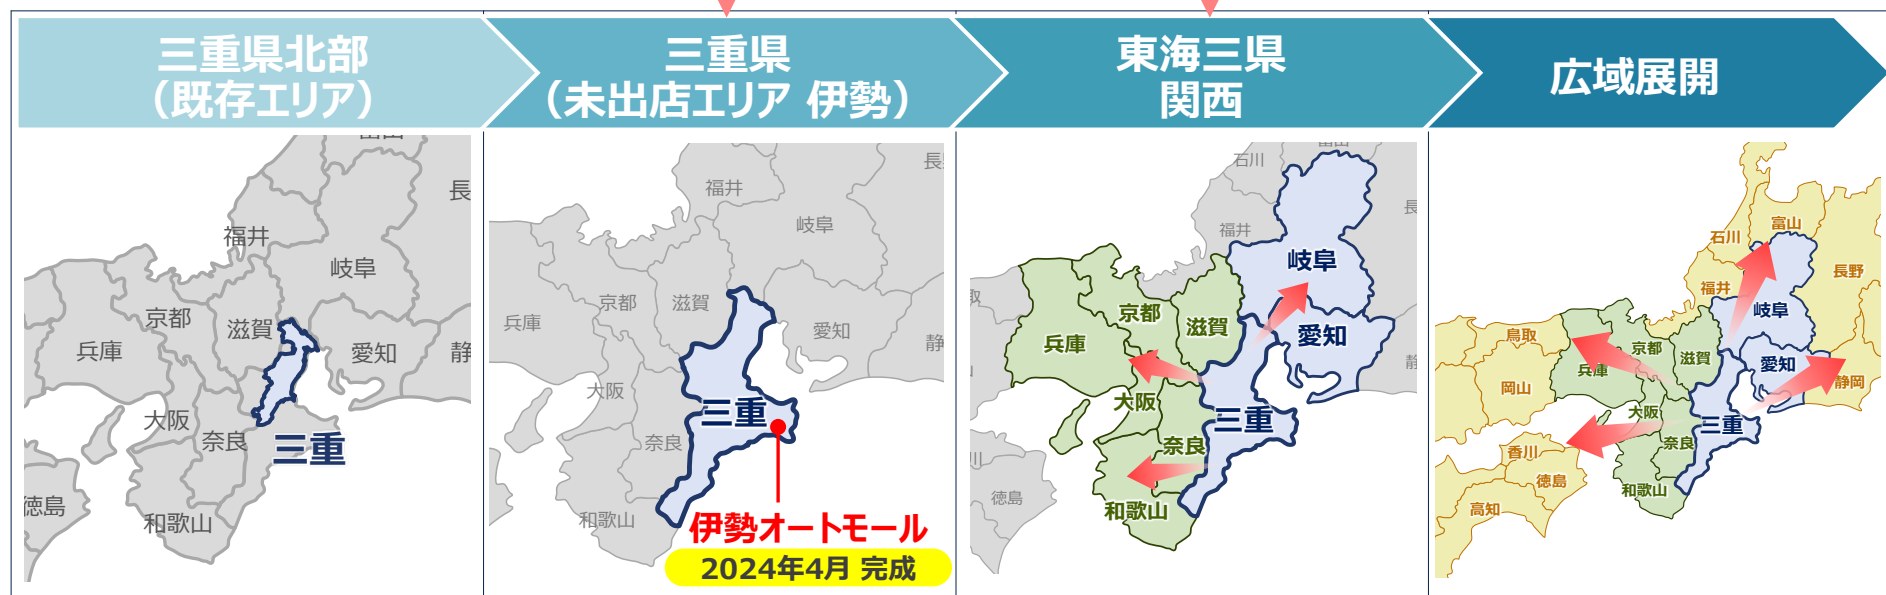 三重県北部
（既存エリア）
三重県
（未出店エリア 伊勢）
東海三県
関西
広域展開
福井
長
岐阜
京都
滋賀
兵庫
愛知
静
大阪
奈良
三重
徳島
和歌山
福井
岐阜
京都
滋賀
兵庫
愛知
静
大阪
三重
奈良
和歌山
伊勢オートモール
2024年4月 完成
石川
福井
長
岐阜
京都
滋賀
愛知
兵庫
静
大阪
三重
奈良
川
徳島
和歌山
富山
石川
長野
福井
岐阜
鳥取
京都
滋賀
愛知
兵庫
岡山
静岡
大阪
三重
奈良
香川
徳島
和歌山
高知